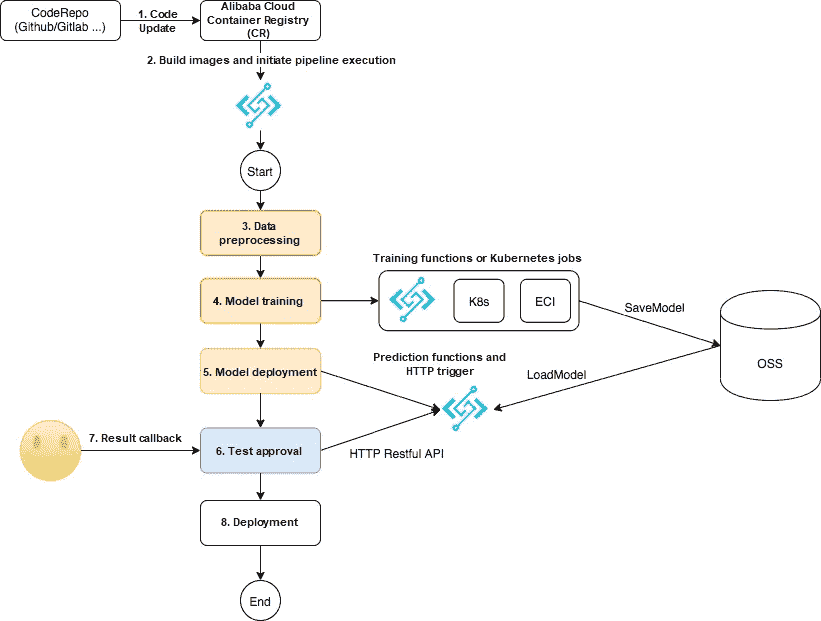 CodeRepo
(Github/Gitlab ...)
1. Code
Update
Alibaba Cloud
Container Registry
(CR)
2. Build images and initiate pipeline execution
Start
3. Data
preprocessing
Training functions or Kubernetes jobs
4. Model training
K8s
ECI
SaveModel
OSS
5. Model deployment
Prediction functions and
HTTP trigger
LoadModel
7. Result callback
6. Test approval
HTTP Restful API
8. Deployment
End